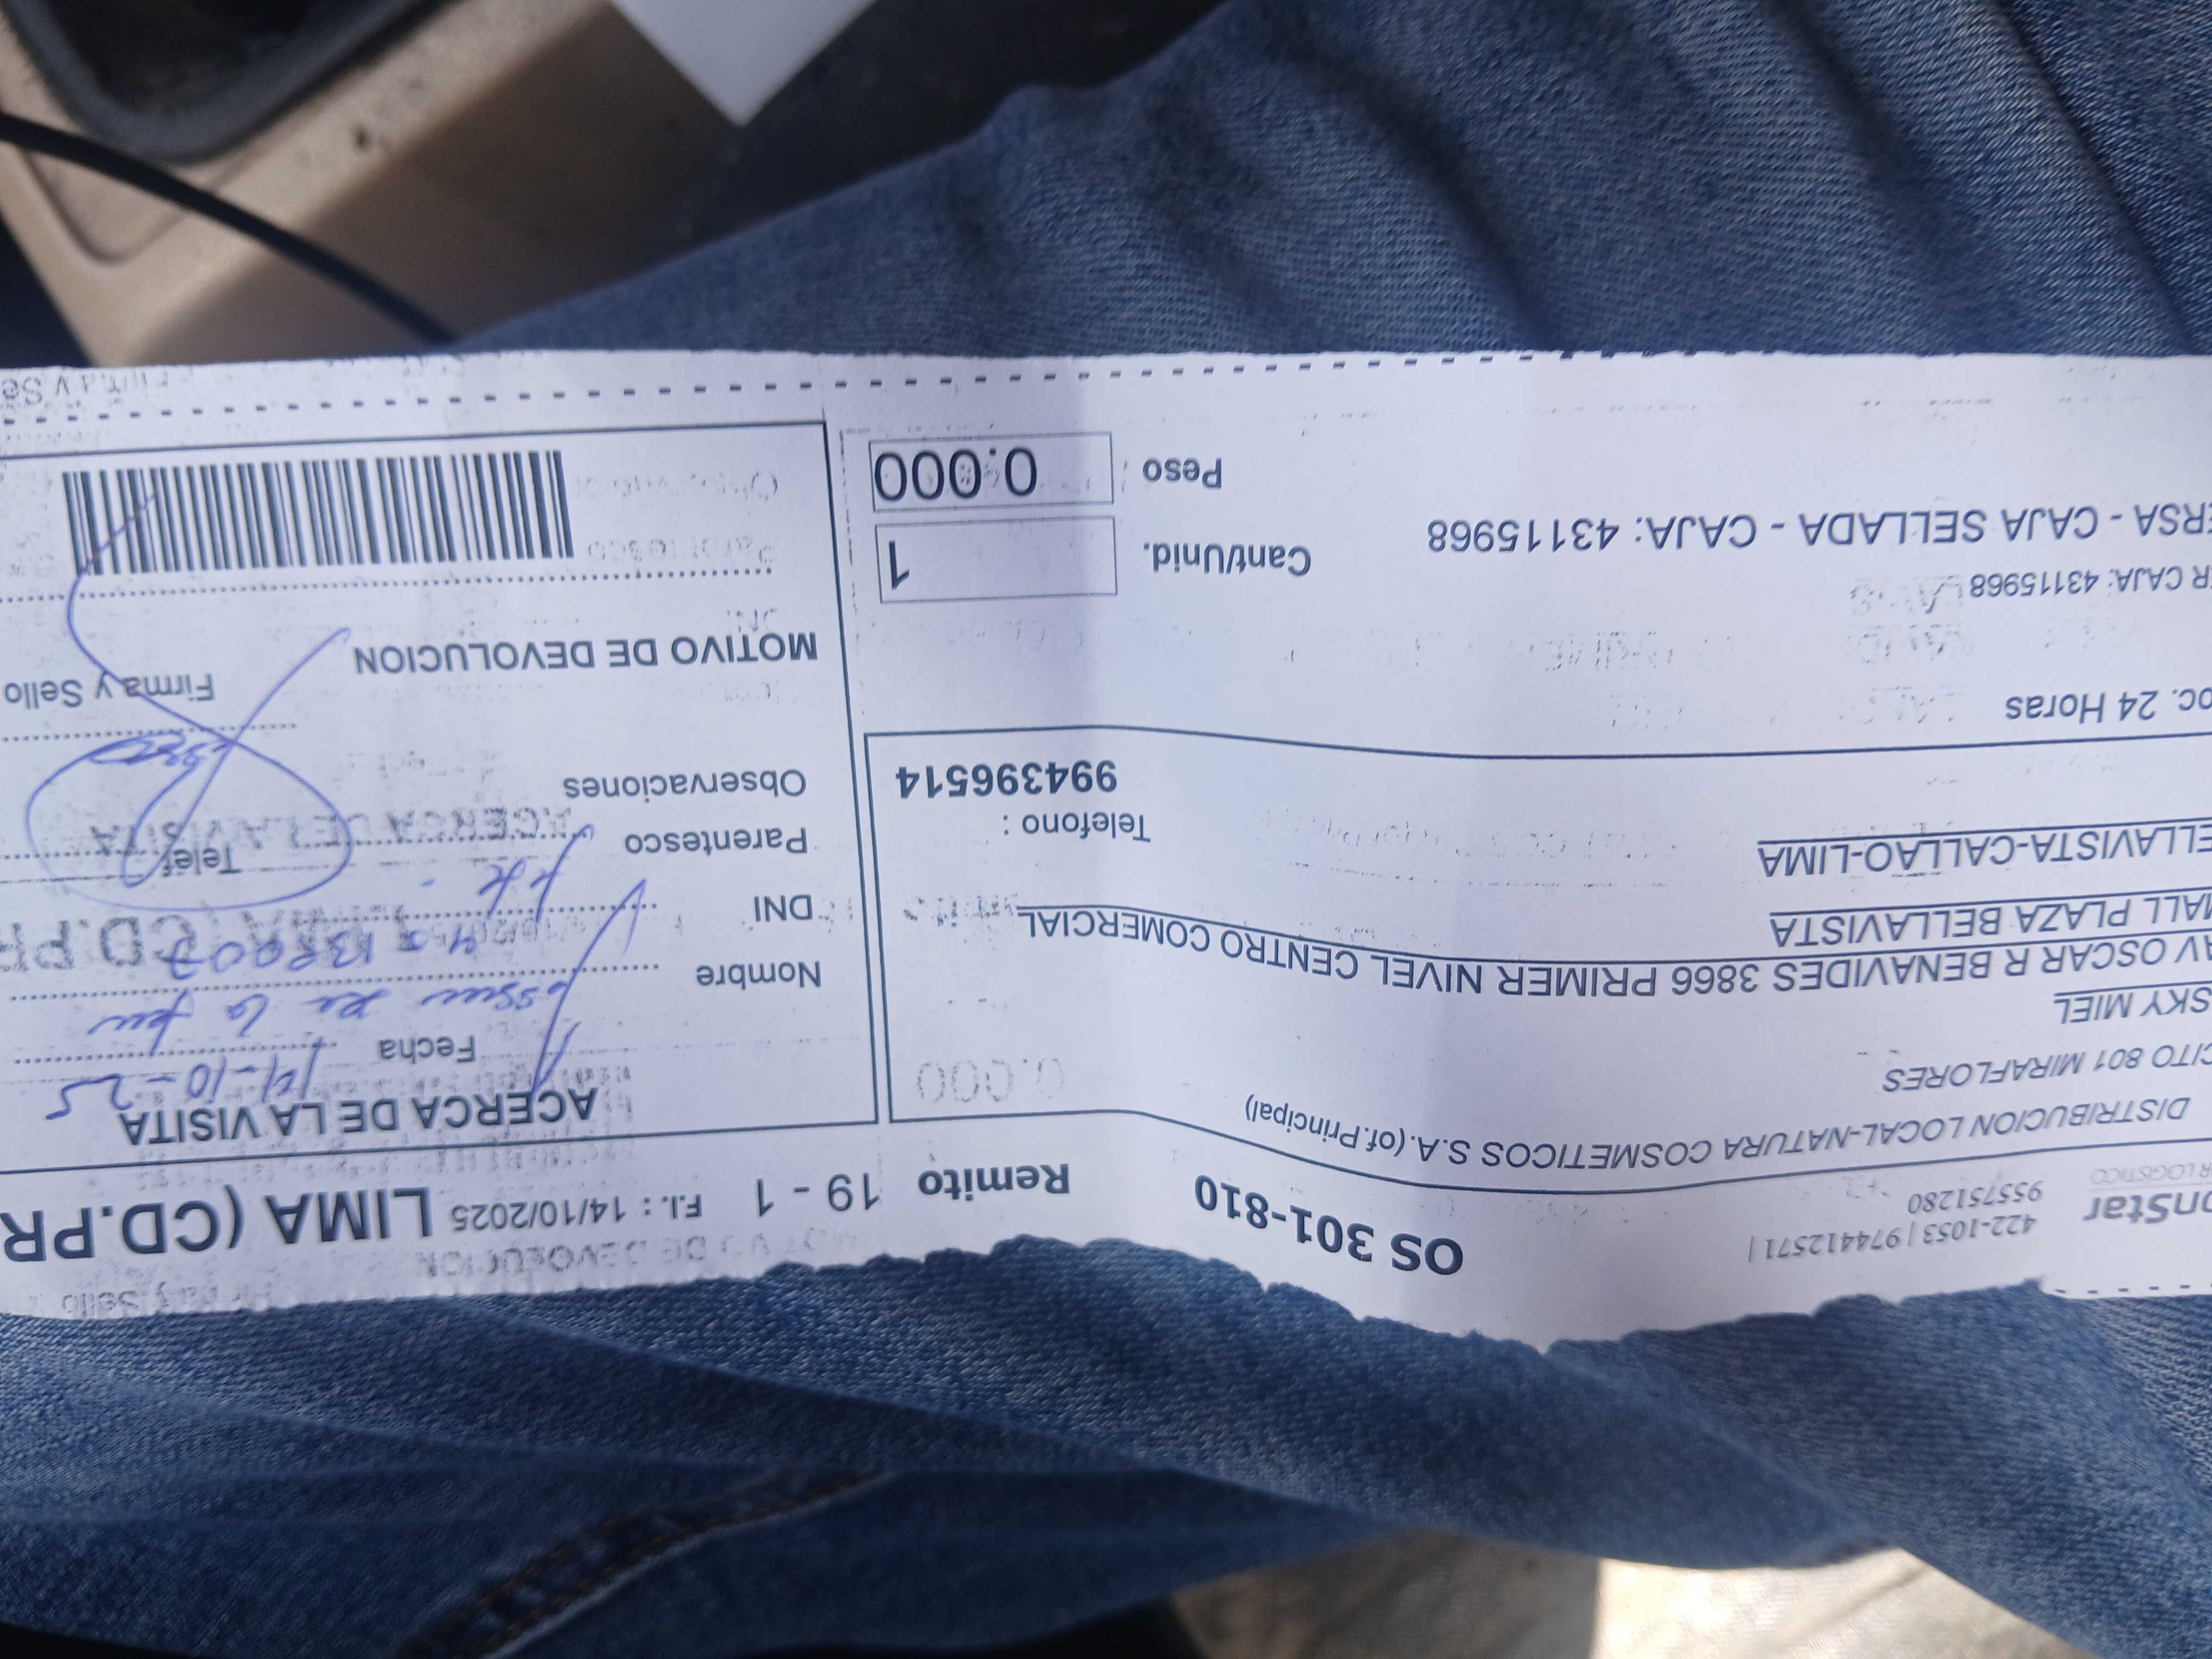 OS 301-810 Remito 19 - 1 F.I.: 14/10/2025 LIMA (CD.PR
onStar 422-1053 | 974412571 |
955751280
DISTRIBUCION LOCAL-NATURA COSMETICOS S.A. (of.Principal)
CITO 801 MIRAFLORES
SKY MIEL
AV OSCAR R BENAVIDES 3866 PRIMER NIVEL CENTRO COMERCIAL
MALL PLAZA BELLAVISTA
ELLAVISTA-CALLAO-LIMA
Telefono :
994396514
oc. 24 Horas
R CAJA: 43115968
ERSA - CAJA SELLADA - CAJA: 43115968
Cant/Unid. 1
Peso 0.000
ACERCA DE LA VISITA
Fecha 14-10-25
Nombre
DNI
Parentesco Telef
Observaciones
Firma y Sello
MOTIVO DE DEVOLUCION